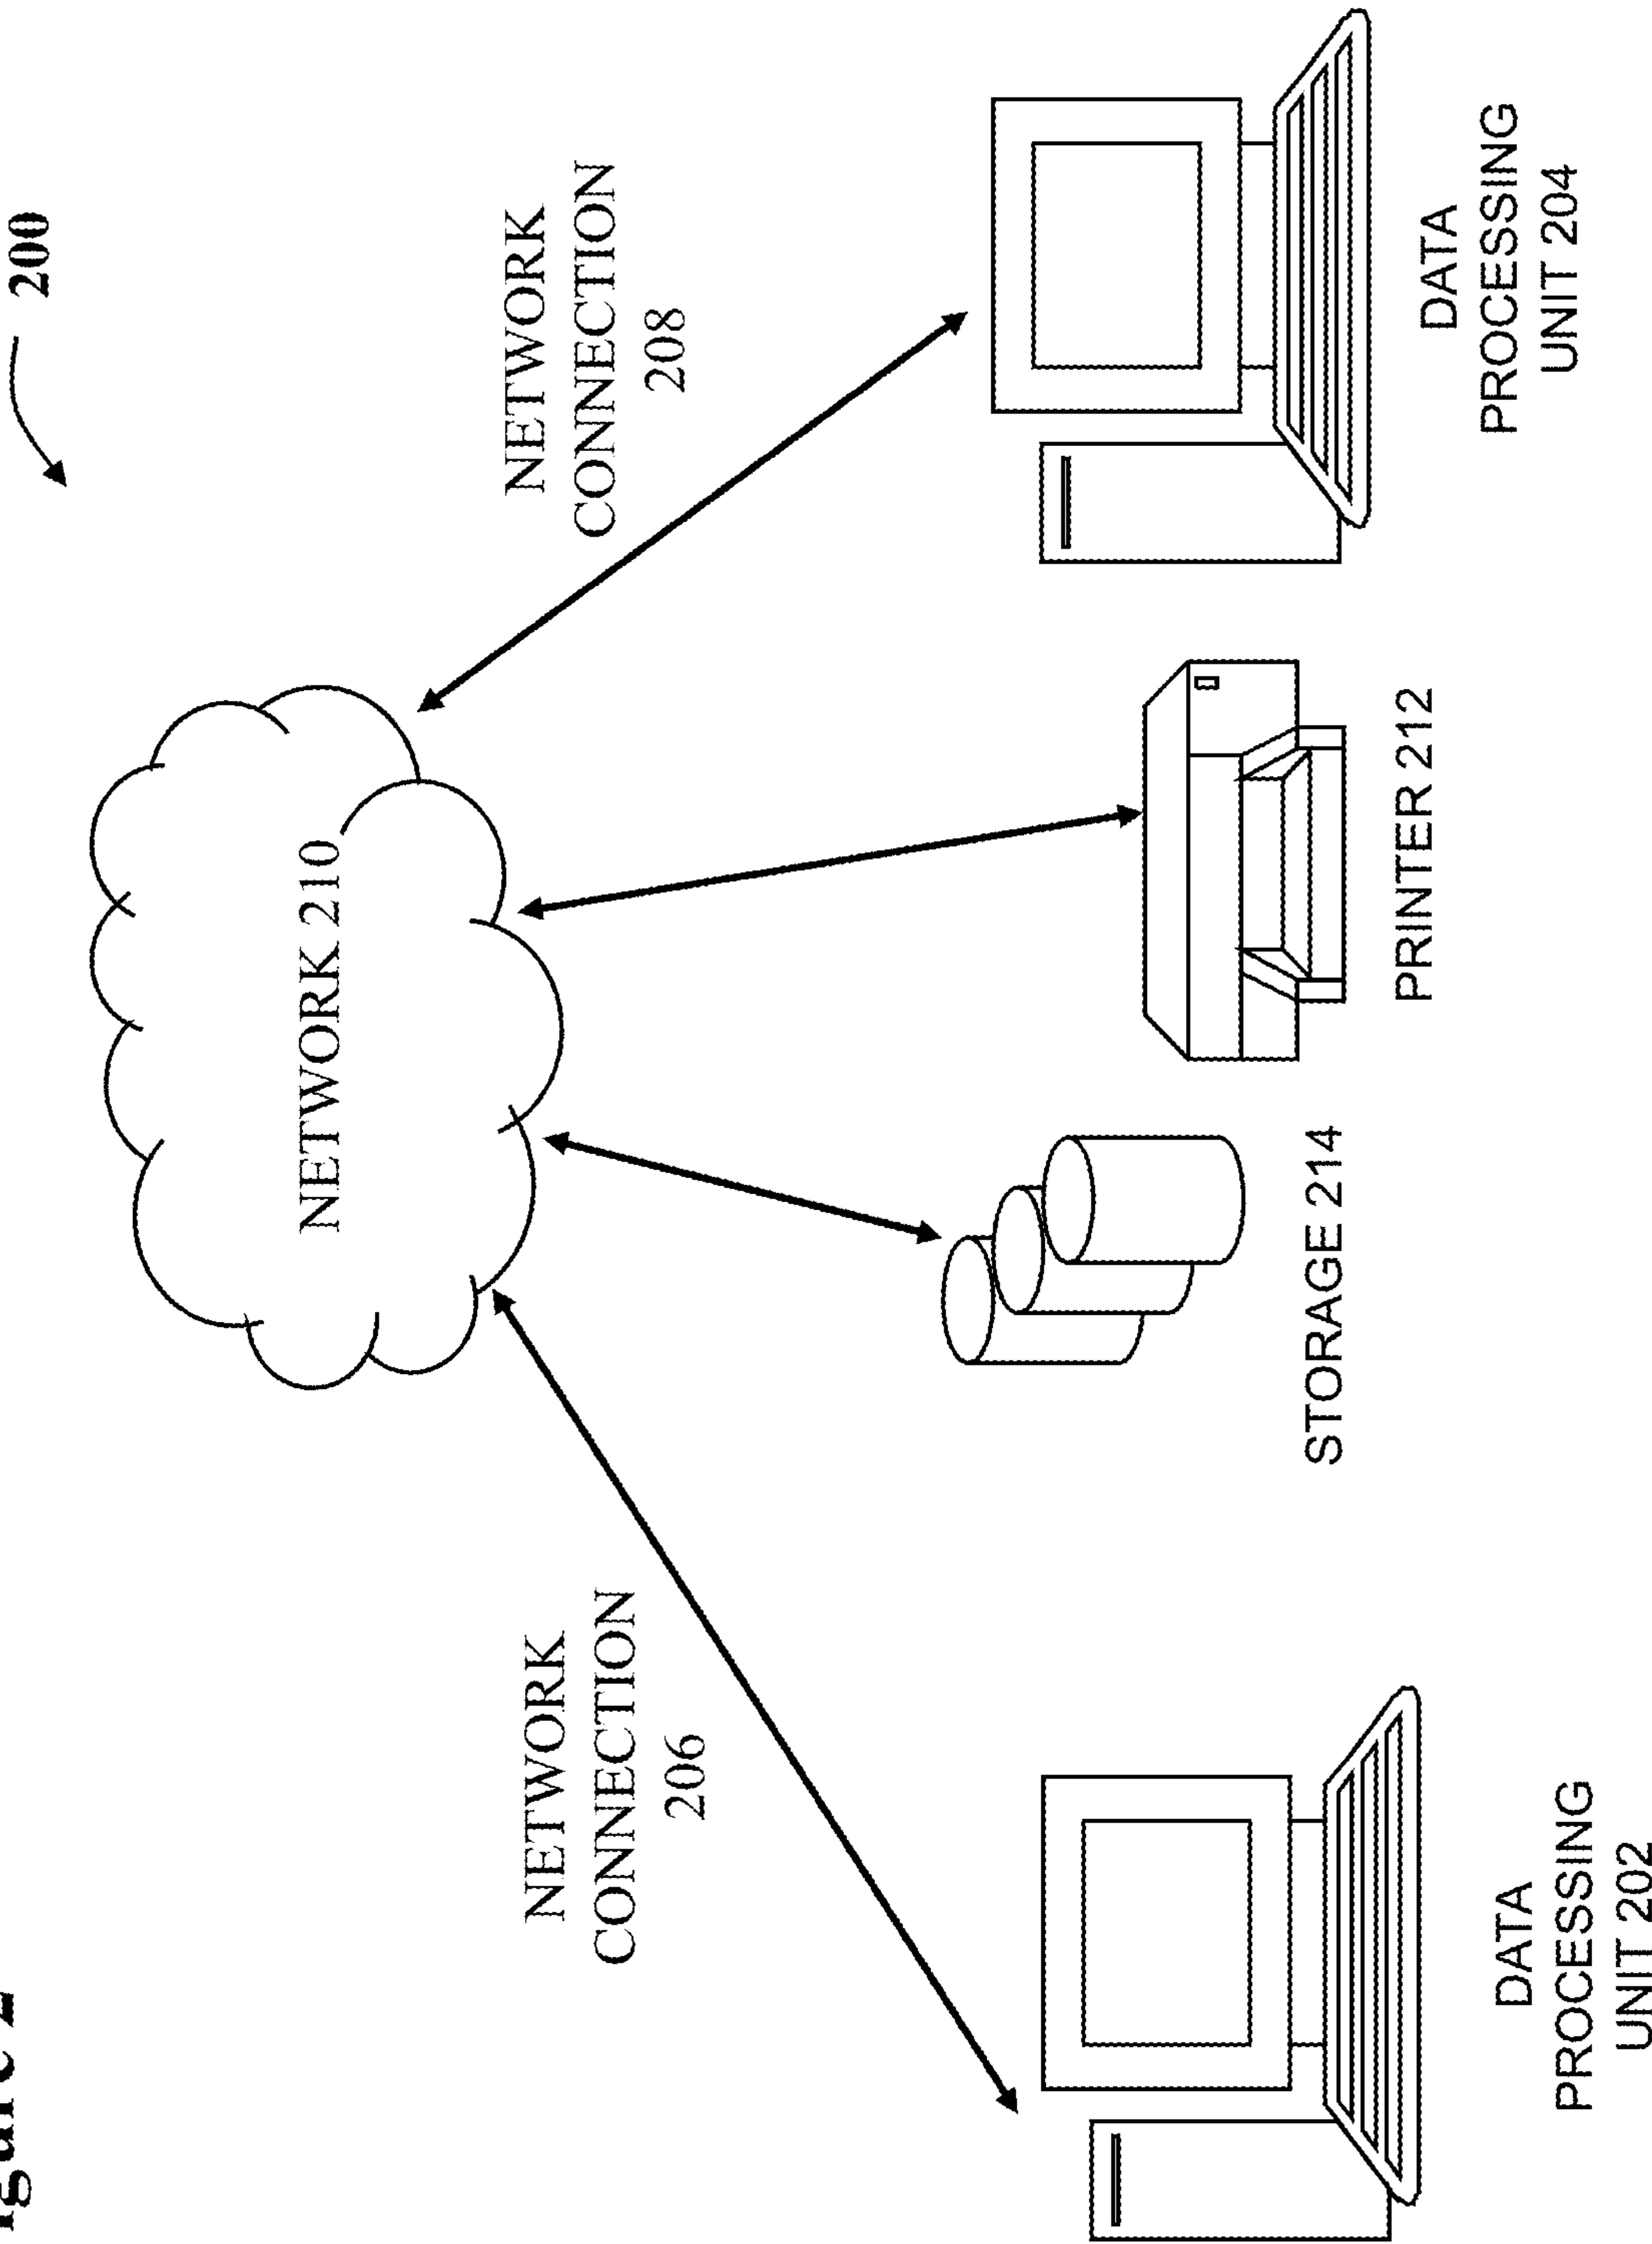 200
NETWORK 210
NETWORK
CONNECTION
206
NETWORK
CONNECTION
208
DATA
PROCESSING
UNIT 202
STORAGE 214
PRINTER 212
DATA
PROCESSING
UNIT 204